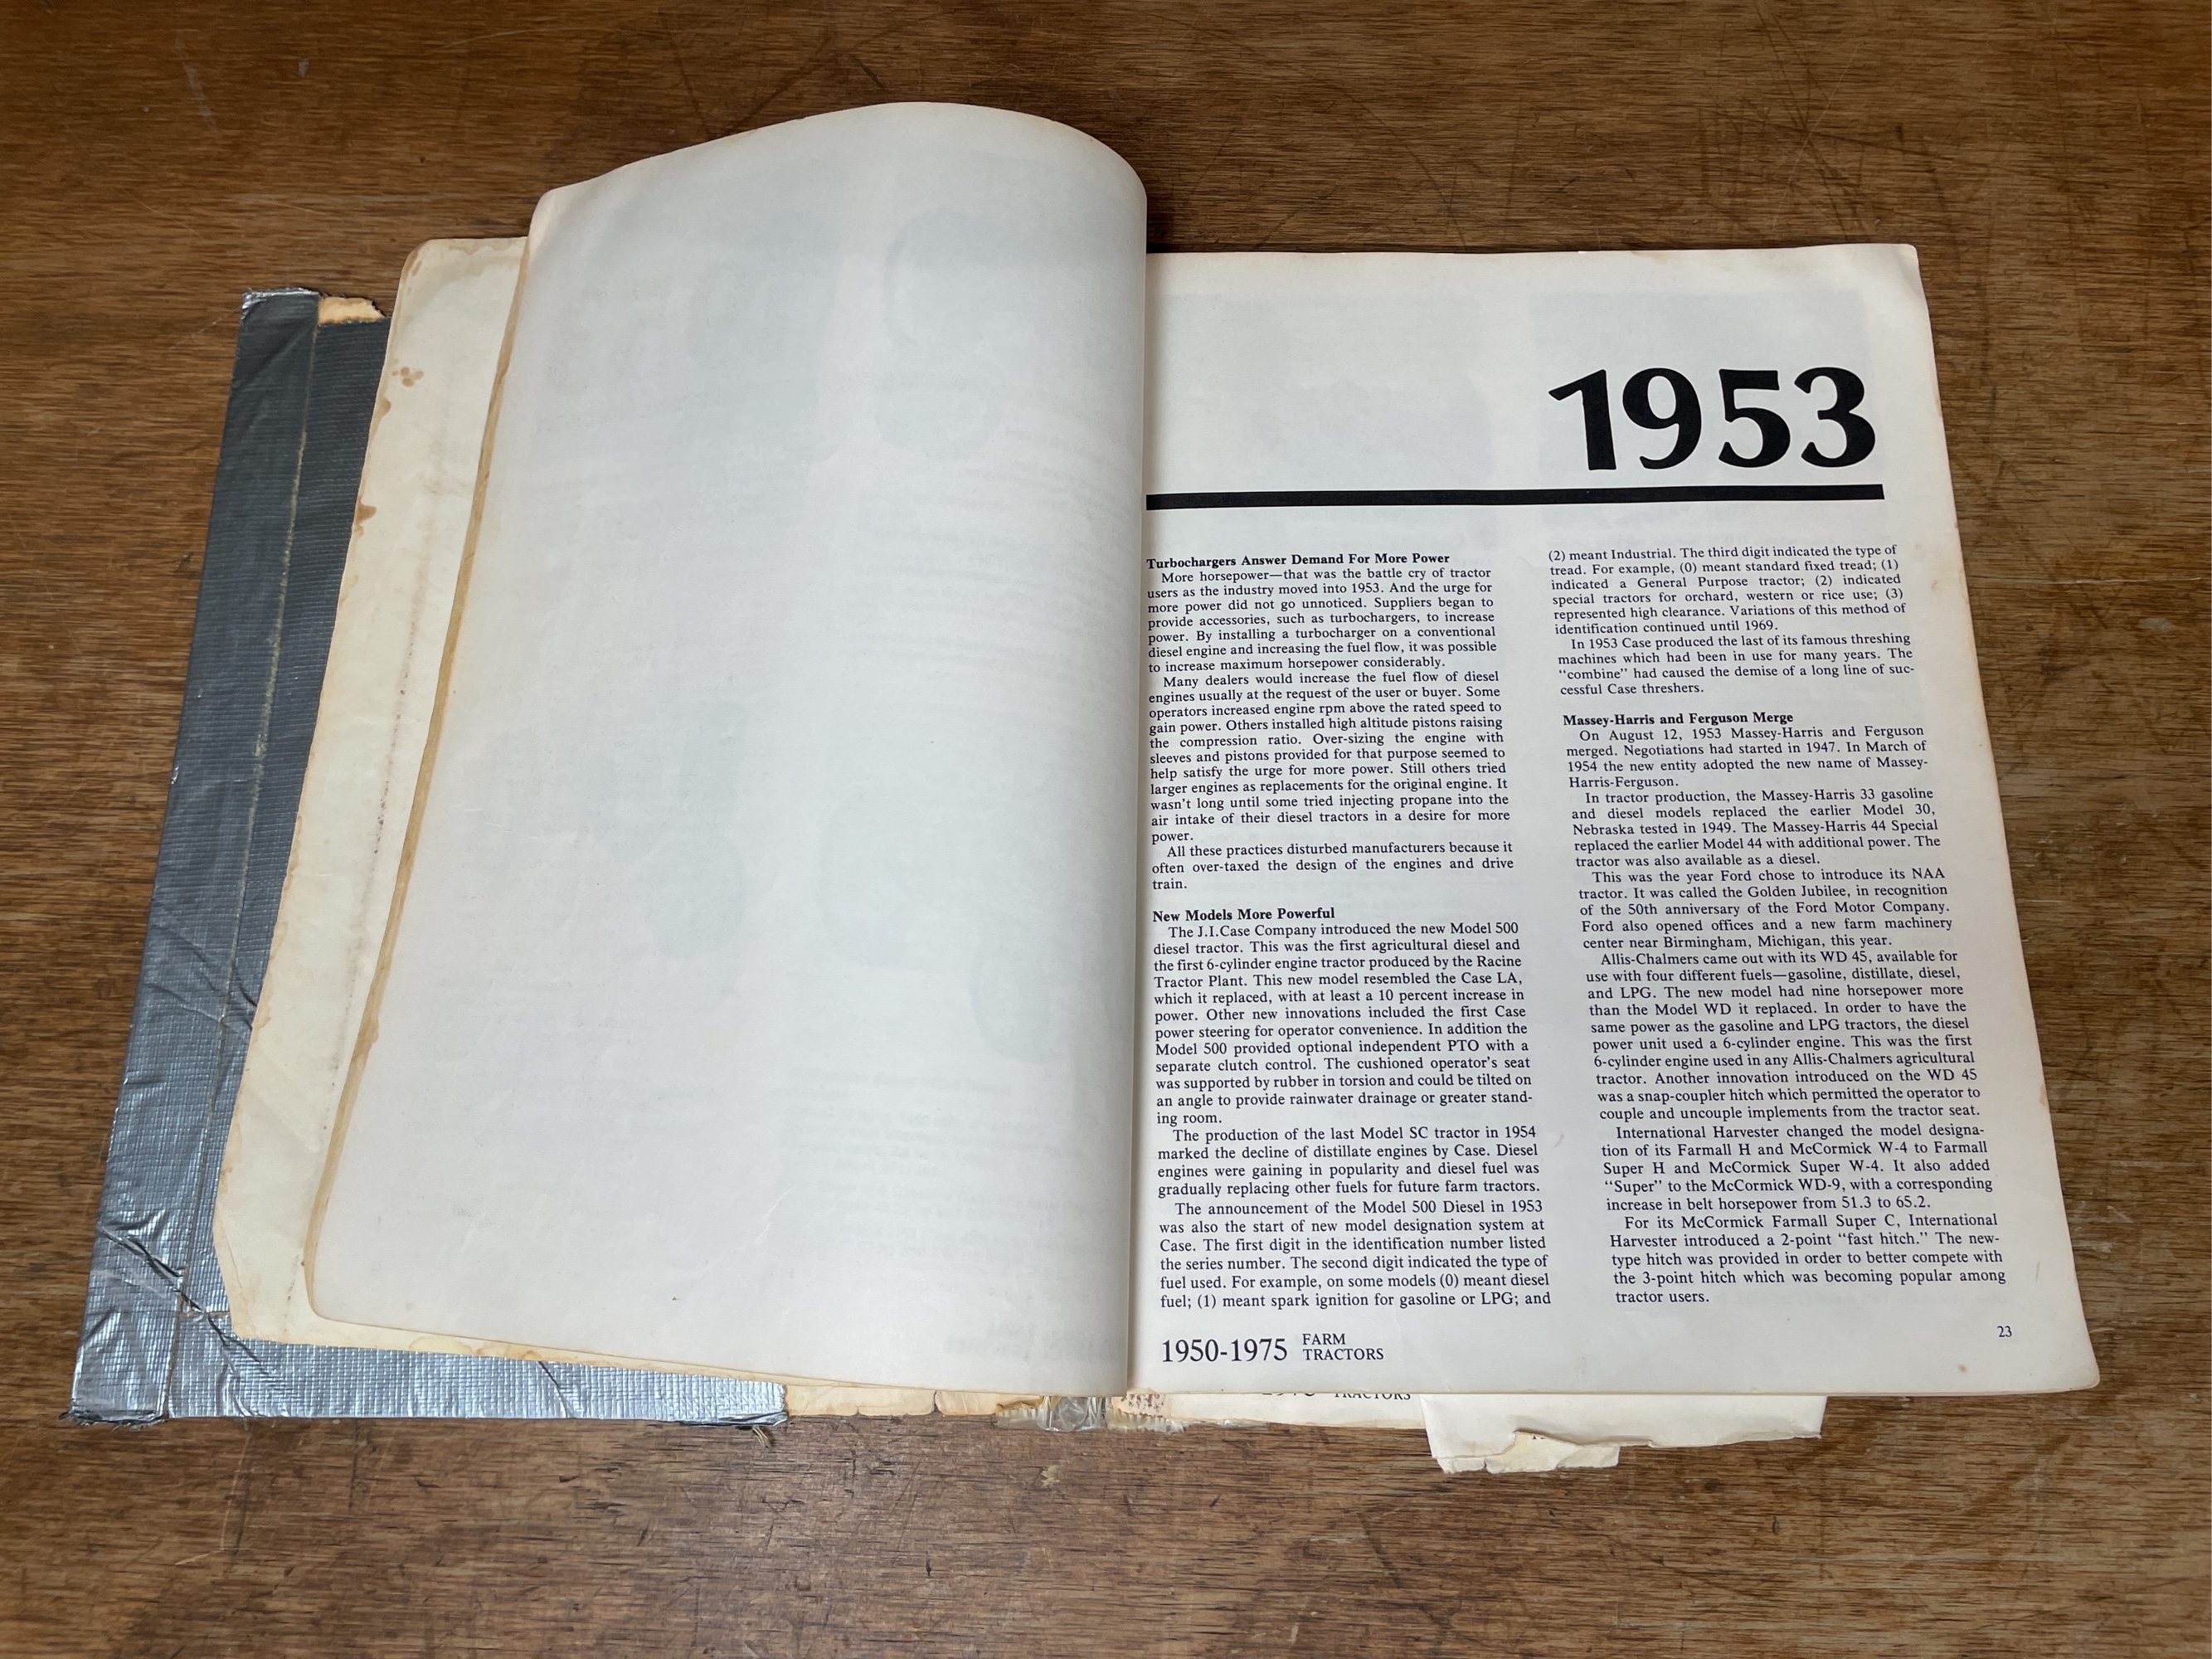 1953
Turbochargers Answer Demand For More Power
More horsepower—that was the battle cry of tractor
users as the industry moved into 1953. And the urge for
more power did not go unnoticed. Suppliers began to
provide accessories, such as turbochargers, to increase
power. By installing a turbocharger on a conventional
diesel engine and increasing the fuel flow, it was possible
to increase maximum horsepower considerably.
Many dealers would increase the fuel flow of diesel
engines usually at the request of the user or buyer. Some
operators increased engine rpm above the rated speed to
gain power. Others installed high altitude pistons raising
the compression ratio. Over-sizing the engine with
sleeves and pistons provided for that purpose seemed to
help satisfy the urge for more power. Still others tried
larger engines as replacements for the original engine. It
wasn't long until some tried injecting propane into the
air intake of their diesel tractors in a desire for more
power.
All these practices disturbed manufacturers because it
often over-taxed the design of the engines and drive
train.
New Models More Powerful
The J.I.Case Company introduced the new Model 500
diesel tractor. This was the first agricultural diesel and
the first 6-cylinder engine tractor produced by the Racine
Tractor Plant. This new model resembled the Case LA,
which it replaced, with at least a 10 percent increase in
power. Other new innovations included the first Case
power steering for operator convenience. In addition the
Model 500 provided optional independent PTO with a
separate clutch control. The cushioned operator's seat
was supported by rubber in torsion and could be tilted on
an angle to provide rainwater drainage or greater stand-
ing room.
The production of the last Model SC tractor in 1954
marked the decline of distillate engines by Case. Diesel
engines were gaining in popularity and diesel fuel was
gradually replacing other fuels for future farm tractors.
The announcement of the Model 500 Diesel in 1953
was also the start of new model designation system at
Case. The first digit in the identification number listed
the series number. The second digit indicated the type of
fuel used. For example, on some models (0) meant diesel
fuel; (1) meant spark ignition for gasoline or LPG; and
(2) meant Industrial. The third digit indicated the type of
tread. For example, (0) meant standard fixed tread; (1)
indicated a General Purpose tractor; (2) indicated
special tractors for orchard, western or rice use; (3)
represented high clearance. Variations of this method of
identification continued until 1969.
In 1953 Case produced the last of its famous threshing
machines which had been in use for many years. The
"combine" had caused the demise of a long line of suc-
cessful Case threshers.
Massey-Harris and Ferguson Merge
On August 12, 1953 Massey-Harris and Ferguson
merged. Negotiations had started in 1947. In March of
1954 the new entity adopted the new name of Massey-
Harris-Ferguson.
In tractor production, the Massey-Harris 33 gasoline
and diesel models replaced the earlier Model 30,
Nebraska tested in 1949. The Massey-Harris 44 Special
replaced the earlier Model 44 with additional power. The
tractor was also available as a diesel.
This was the year Ford chose to introduce its NAA
tractor. It was called the Golden Jubilee, in recognition
of the 50th anniversary of the Ford Motor Company.
Ford also opened offices and a new farm machinery
center near Birmingham, Michigan, this year.
Allis-Chalmers came out with its WD 45, available for
use with four different fuels—gasoline, distillate, diesel,
and LPG. The new model had nine horsepower more
than the Model WD it replaced. In order to have the
same power as the gasoline and LPG tractors, the diesel
power unit used a 6-cylinder engine. This was the first
6-cylinder engine used in any Allis-Chalmers agricultural
tractor. Another innovation introduced on the WD 45
was a snap-coupler hitch which permitted the operator to
couple and uncouple implements from the tractor seat.
International Harvester changed the model designa-
tion of its Farmall H and McCormick W-4 to Farmall
Super H and McCormick Super W-4. It also added
"Super" to the McCormick WD-9, with a corresponding
increase in belt horsepower from 51.3 to 65.2.
For its McCormick Farmall Super C, International
Harvester introduced a 2-point "fast hitch." The new-
type hitch was provided in order to better compete with
the 3-point hitch which was becoming popular among
tractor users.
1950-1975 FARM
TRACTORS
23
TRACTORS